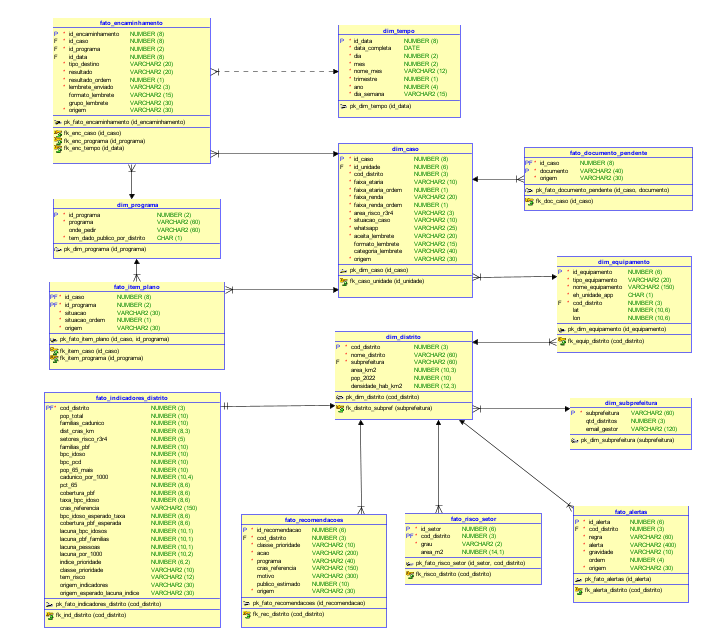 fato_encaminhamento
P * id_encaminhamento NUMBER (8)
F * id_caso NUMBER (8)
F * id_programa NUMBER (2)
F * id_data NUMBER (8)
* tipo_destino VARCHAR2 (20)
* resultado VARCHAR2 (20)
* resultado_ordem NUMBER (1)
* lembrete_enviado VARCHAR2 (3)
formato_lembrete VARCHAR2 (15)
grupo_lembrete VARCHAR2 (30)
* origem VARCHAR2 (30)
pk_fato_encaminhamento (id_encaminhamento)
fk_enc_caso (id_caso)
fk_enc_programa (id_programa)
fk_enc_tempo (id_data)
dim_tempo
P * id_data NUMBER (8)
* data_completa DATE
* dia NUMBER (2)
* mes NUMBER (2)
* nome_mes VARCHAR2 (12)
* trimestre NUMBER (1)
* ano NUMBER (4)
* dia_semana VARCHAR2 (15)
pk_dim_tempo (id_data)
dim_caso
P * id_caso NUMBER (8)
F * id_unidade NUMBER (6)
* cod_distrito NUMBER (3)
* faixa_etaria VARCHAR2 (10)
* faixa_etaria_ordem NUMBER (1)
* faixa_renda VARCHAR2 (20)
* faixa_renda_ordem NUMBER (1)
* area_risco_r3r4 VARCHAR2 (3)
* situacao_caso VARCHAR2 (10)
* whatsapp VARCHAR2 (25)
* aceita_lembrete VARCHAR2 (20)
formato_lembrete VARCHAR2 (15)
categoria_lembrete VARCHAR2 (40)
* origem VARCHAR2 (30)
pk_dim_caso (id_caso)
fk_caso_unidade (id_unidade)
fato_documento_pendente
PF * id_caso NUMBER (8)
P * documento VARCHAR2 (40)
* origem VARCHAR2 (30)
pk_fato_documento_pendente (id_caso, documento)
fk_doc_caso (id_caso)
dim_programa
P * id_programa NUMBER (2)
* programa VARCHAR2 (60)
onde_pedir VARCHAR2 (60)
* tem_dado_publico_por_distrito CHAR (1)
pk_dim_programa (id_programa)
fato_item_plano
PF * id_caso NUMBER (8)
PF * id_programa NUMBER (2)
* situacao VARCHAR2 (30)
* situacao_ordem NUMBER (1)
* origem VARCHAR2 (30)
pk_fato_item_plano (id_caso, id_programa)
fk_item_caso (id_caso)
fk_item_programa (id_programa)
dim_equipamento
P * id_equipamento NUMBER (6)
* tipo_equipamento VARCHAR2 (20)
* nome_equipamento VARCHAR2 (150)
* eh_unidade_app CHAR (1)
F * cod_distrito NUMBER (3)
lat NUMBER (10,6)
lon NUMBER (10,6)
pk_dim_equipamento (id_equipamento)
fk_equip_distrito (cod_distrito)
dim_distrito
P * cod_distrito NUMBER (3)
* nome_distrito VARCHAR2 (60)
F * subprefeitura VARCHAR2 (60)
area_km2 NUMBER (10,3)
pop_2022 NUMBER (10)
densidade_hab_km2 NUMBER (12,3)
pk_dim_distrito (cod_distrito)
fk_distrito_subpref (subprefeitura)
dim_subprefeitura
P * subprefeitura VARCHAR2 (60)
qtd_distritos NUMBER (3)
email_gestor VARCHAR2 (120)
pk_dim_subprefeitura (subprefeitura)
fato_indicadores_distrito
PF * cod_distrito NUMBER (3)
pop_total NUMBER (10)
familias_cadunico NUMBER (10)
dist_cras_km NUMBER (8,3)
setores_risco_r3r4 NUMBER (5)
familias_pbf NUMBER (10)
bpc_idoso NUMBER (10)
bpc_pcd NUMBER (10)
pop_65_mais NUMBER (10)
cadunico_por_1000 NUMBER (10,4)
pct_65 NUMBER (8,6)
cobertura_pbf NUMBER (8,6)
taxa_bpc_idoso NUMBER (8,6)
cras_referencia VARCHAR2 (150)
bpc_idoso_esperado_taxa NUMBER (8,6)
cobertura_pbf_esperada NUMBER (8,6)
lacuna_bpc_idosos NUMBER (10,1)
lacuna_pbf_familias NUMBER (10,1)
lacuna_pessoas NUMBER (10,1)
lacuna_por_1000 NUMBER (10,2)
indice_prioridade NUMBER (6,2)
classe_prioridade VARCHAR2 (10)
tem_risco VARCHAR2 (12)
origem_indicadores VARCHAR2 (30)
origem_esperado_lacuna_indice VARCHAR2 (30)
pk_fato_indicadores_distrito (cod_distrito)
fk_ind_distrito (cod_distrito)
fato_recomendacoes
P * id_recomendacao NUMBER (6)
F * cod_distrito NUMBER (3)
* classe_prioridade VARCHAR2 (10)
* acao VARCHAR2 (200)
* programa VARCHAR2 (40)
cras_referencia VARCHAR2 (150)
motivo VARCHAR2 (300)
publico_estimado NUMBER (10)
* origem VARCHAR2 (30)
pk_fato_recomendacoes (id_recomendacao)
fk_rec_distrito (cod_distrito)
fato_risco_setor
P * id_setor NUMBER (6)
PF * cod_distrito NUMBER (3)
* grau VARCHAR2 (2)
area_m2 NUMBER (14,1)
pk_fato_risco_setor (id_setor, cod_distrito)
fk_risco_distrito (cod_distrito)
fato_alertas
P * id_alerta NUMBER (6)
F * cod_distrito NUMBER (3)
* regra VARCHAR2 (60)
* alerta VARCHAR2 (400)
* gravidade VARCHAR2 (10)
* ordem NUMBER (4)
* origem VARCHAR2 (30)
pk_fato_alertas (id_alerta)
fk_alerta_distrito (cod_distrito)